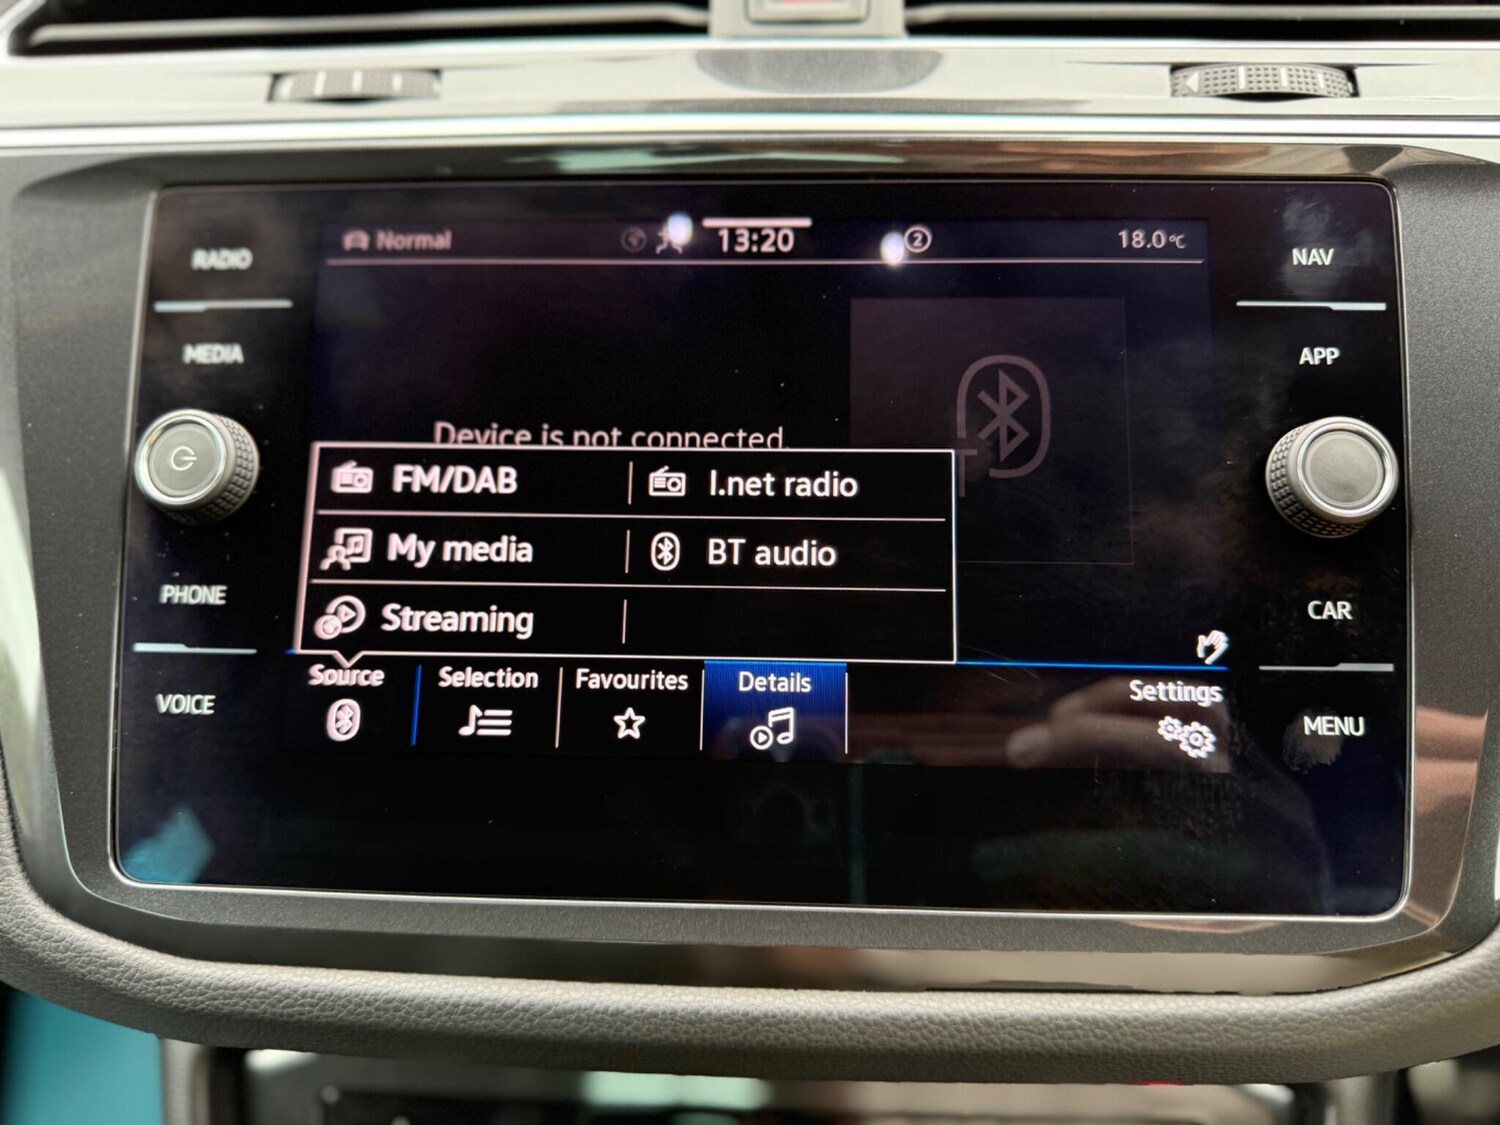 RADIO
MEDIA
PHONE
VOICE
Normal
13:20
2
18.0°C
Device is not connected.
FM/DAB
I.net radio
My media
BT audio
Streaming
Source
Selection
Favourites
Details
Settings
NAV
APP
CAR
MENU